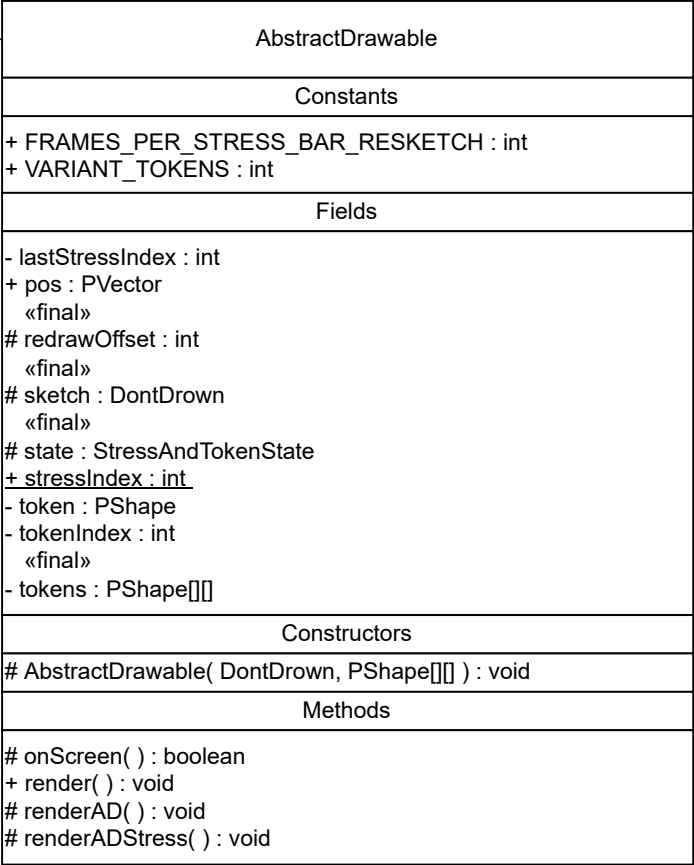 AbstractDrawable
Constants
+ FRAMES_PER_STRESS_BAR_RESKETCH : int
+ VARIANT_TOKENS : int
Fields
- lastStressIndex : int
+ pos : PVector
«final»
# redrawOffset : int
«final»
# sketch : DontDrown
«final»
# state : StressAndTokenState
+ stressIndex : int
- token : PShape
- tokenIndex : int
«final»
- tokens : PShape[][]
Constructors
# AbstractDrawable( DontDrown, PShape[][] ) : void
Methods
# onScreen( ) : boolean
+ render( ) : void
# renderAD( ) : void
# renderADStress( ) : void